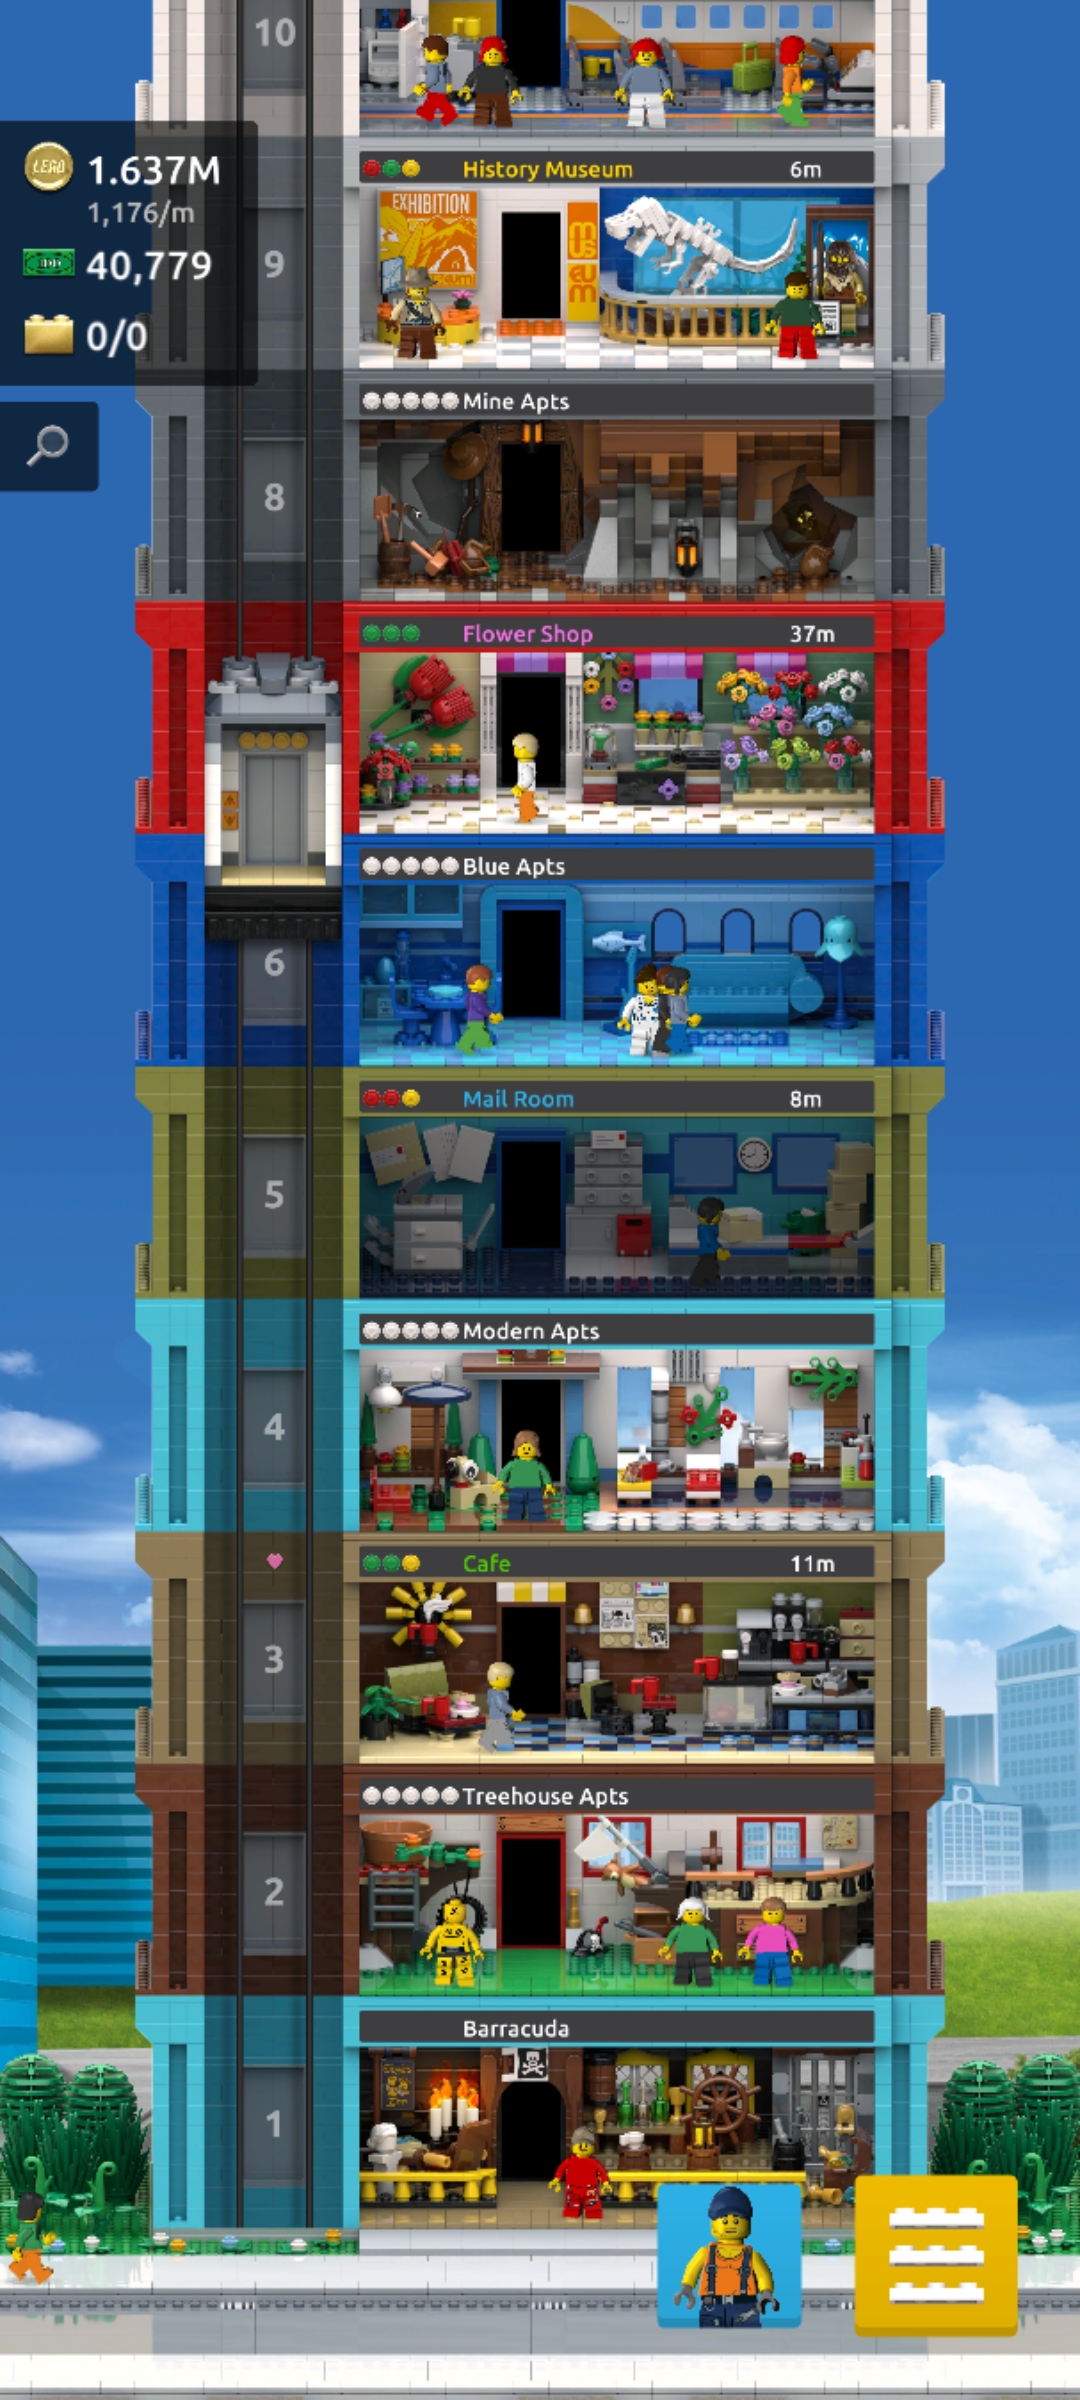 10
LEGO
1.637M
1,176/m
40,779
0/0
History Museum 6m
EXHIBITION
mus
eum
9
Mine Apts
8
Flower Shop 37m
Blue Apts
6
Mail Room 8m
5
Modern Apts
4
Cafe 11m
3
Treehouse Apts
2
Barracuda
1